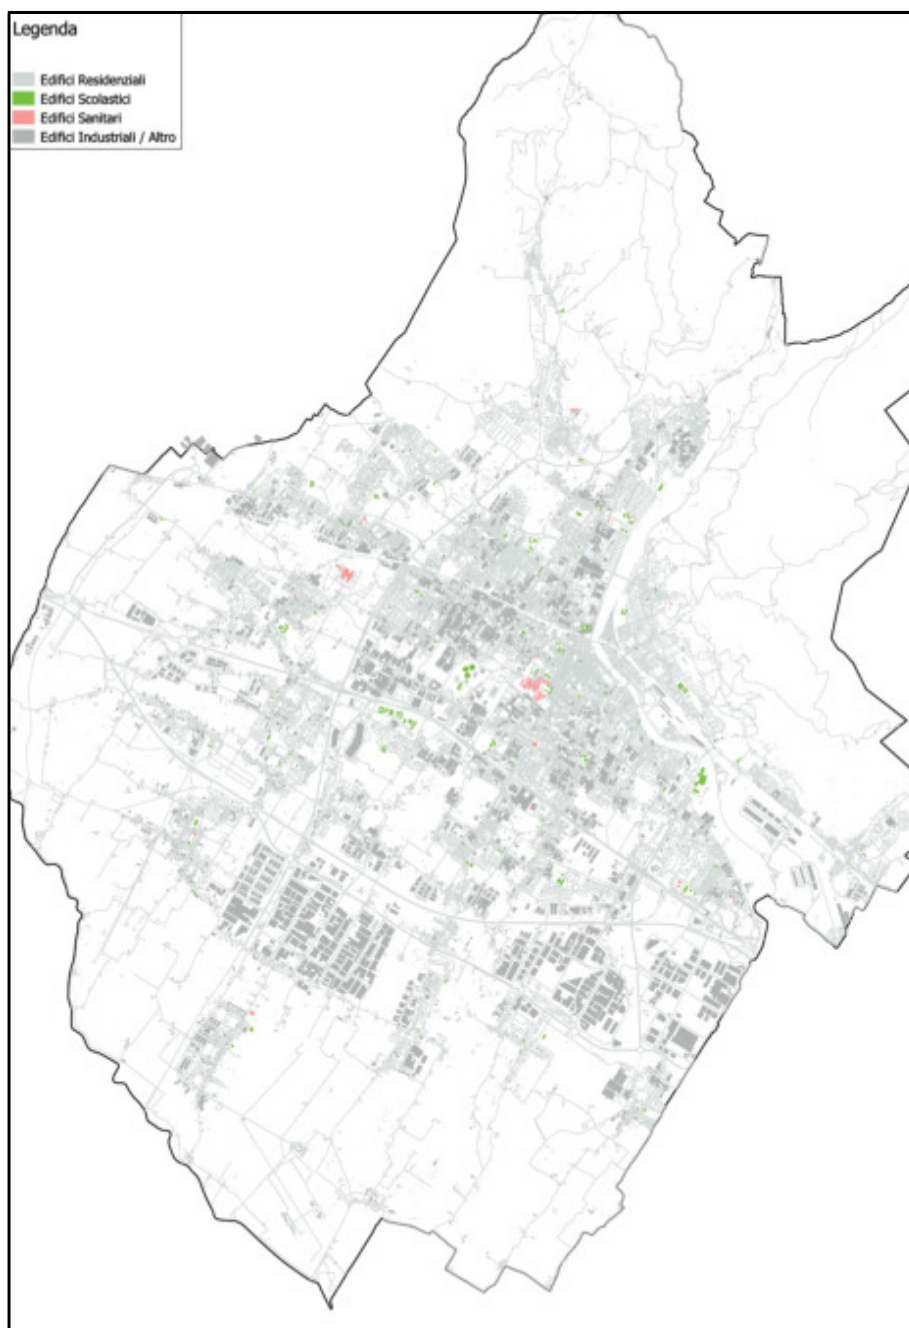 Legenda
Edifici Residenziali
Edifici Scolastici
Edifici Sanitari
Edifici Industriali / Altro